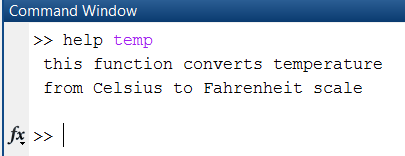 Command Window
>> help temp
this function converts temperature
from Celsius to Fahrenheit scale
fx >>